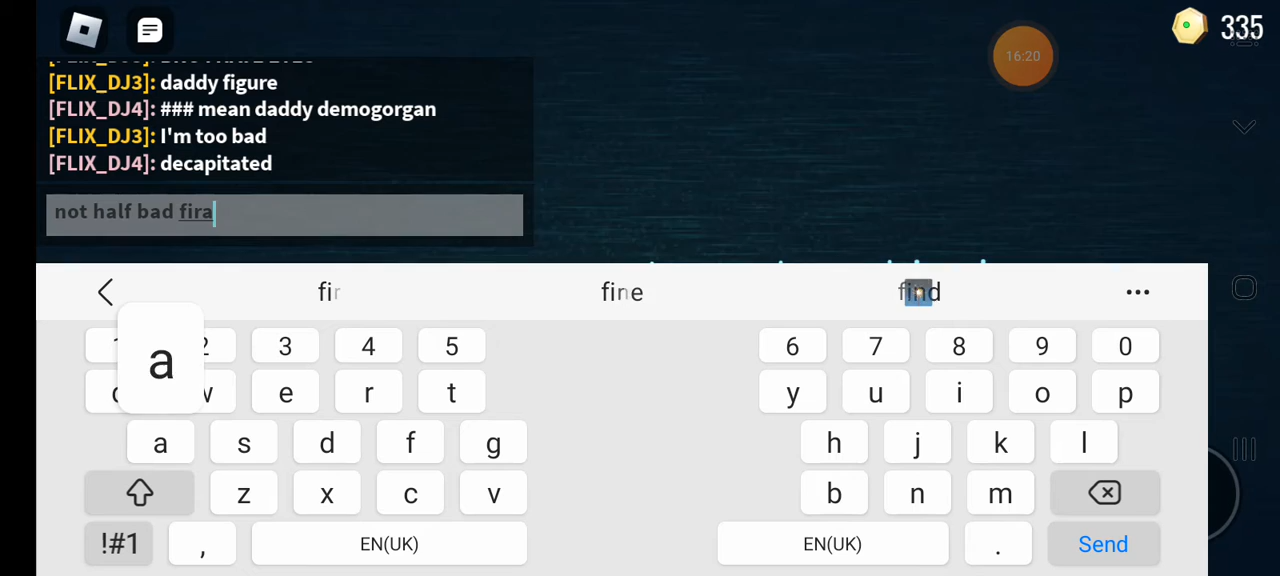 335
16:20
[FLIX_DJ3]: daddy figure
[FLIX_DJ4]: ### mean daddy demogorgan
[FLIX_DJ3]: I'm too bad
[FLIX_DJ4]: decapitated
not half bad fira
fir fine find ...
a
2 3 4 5 6 7 8 9 0
w e r t y u i o p
a s d f g h j k l
z x c v b n m
!#1 , EN(UK) EN(UK) . Send